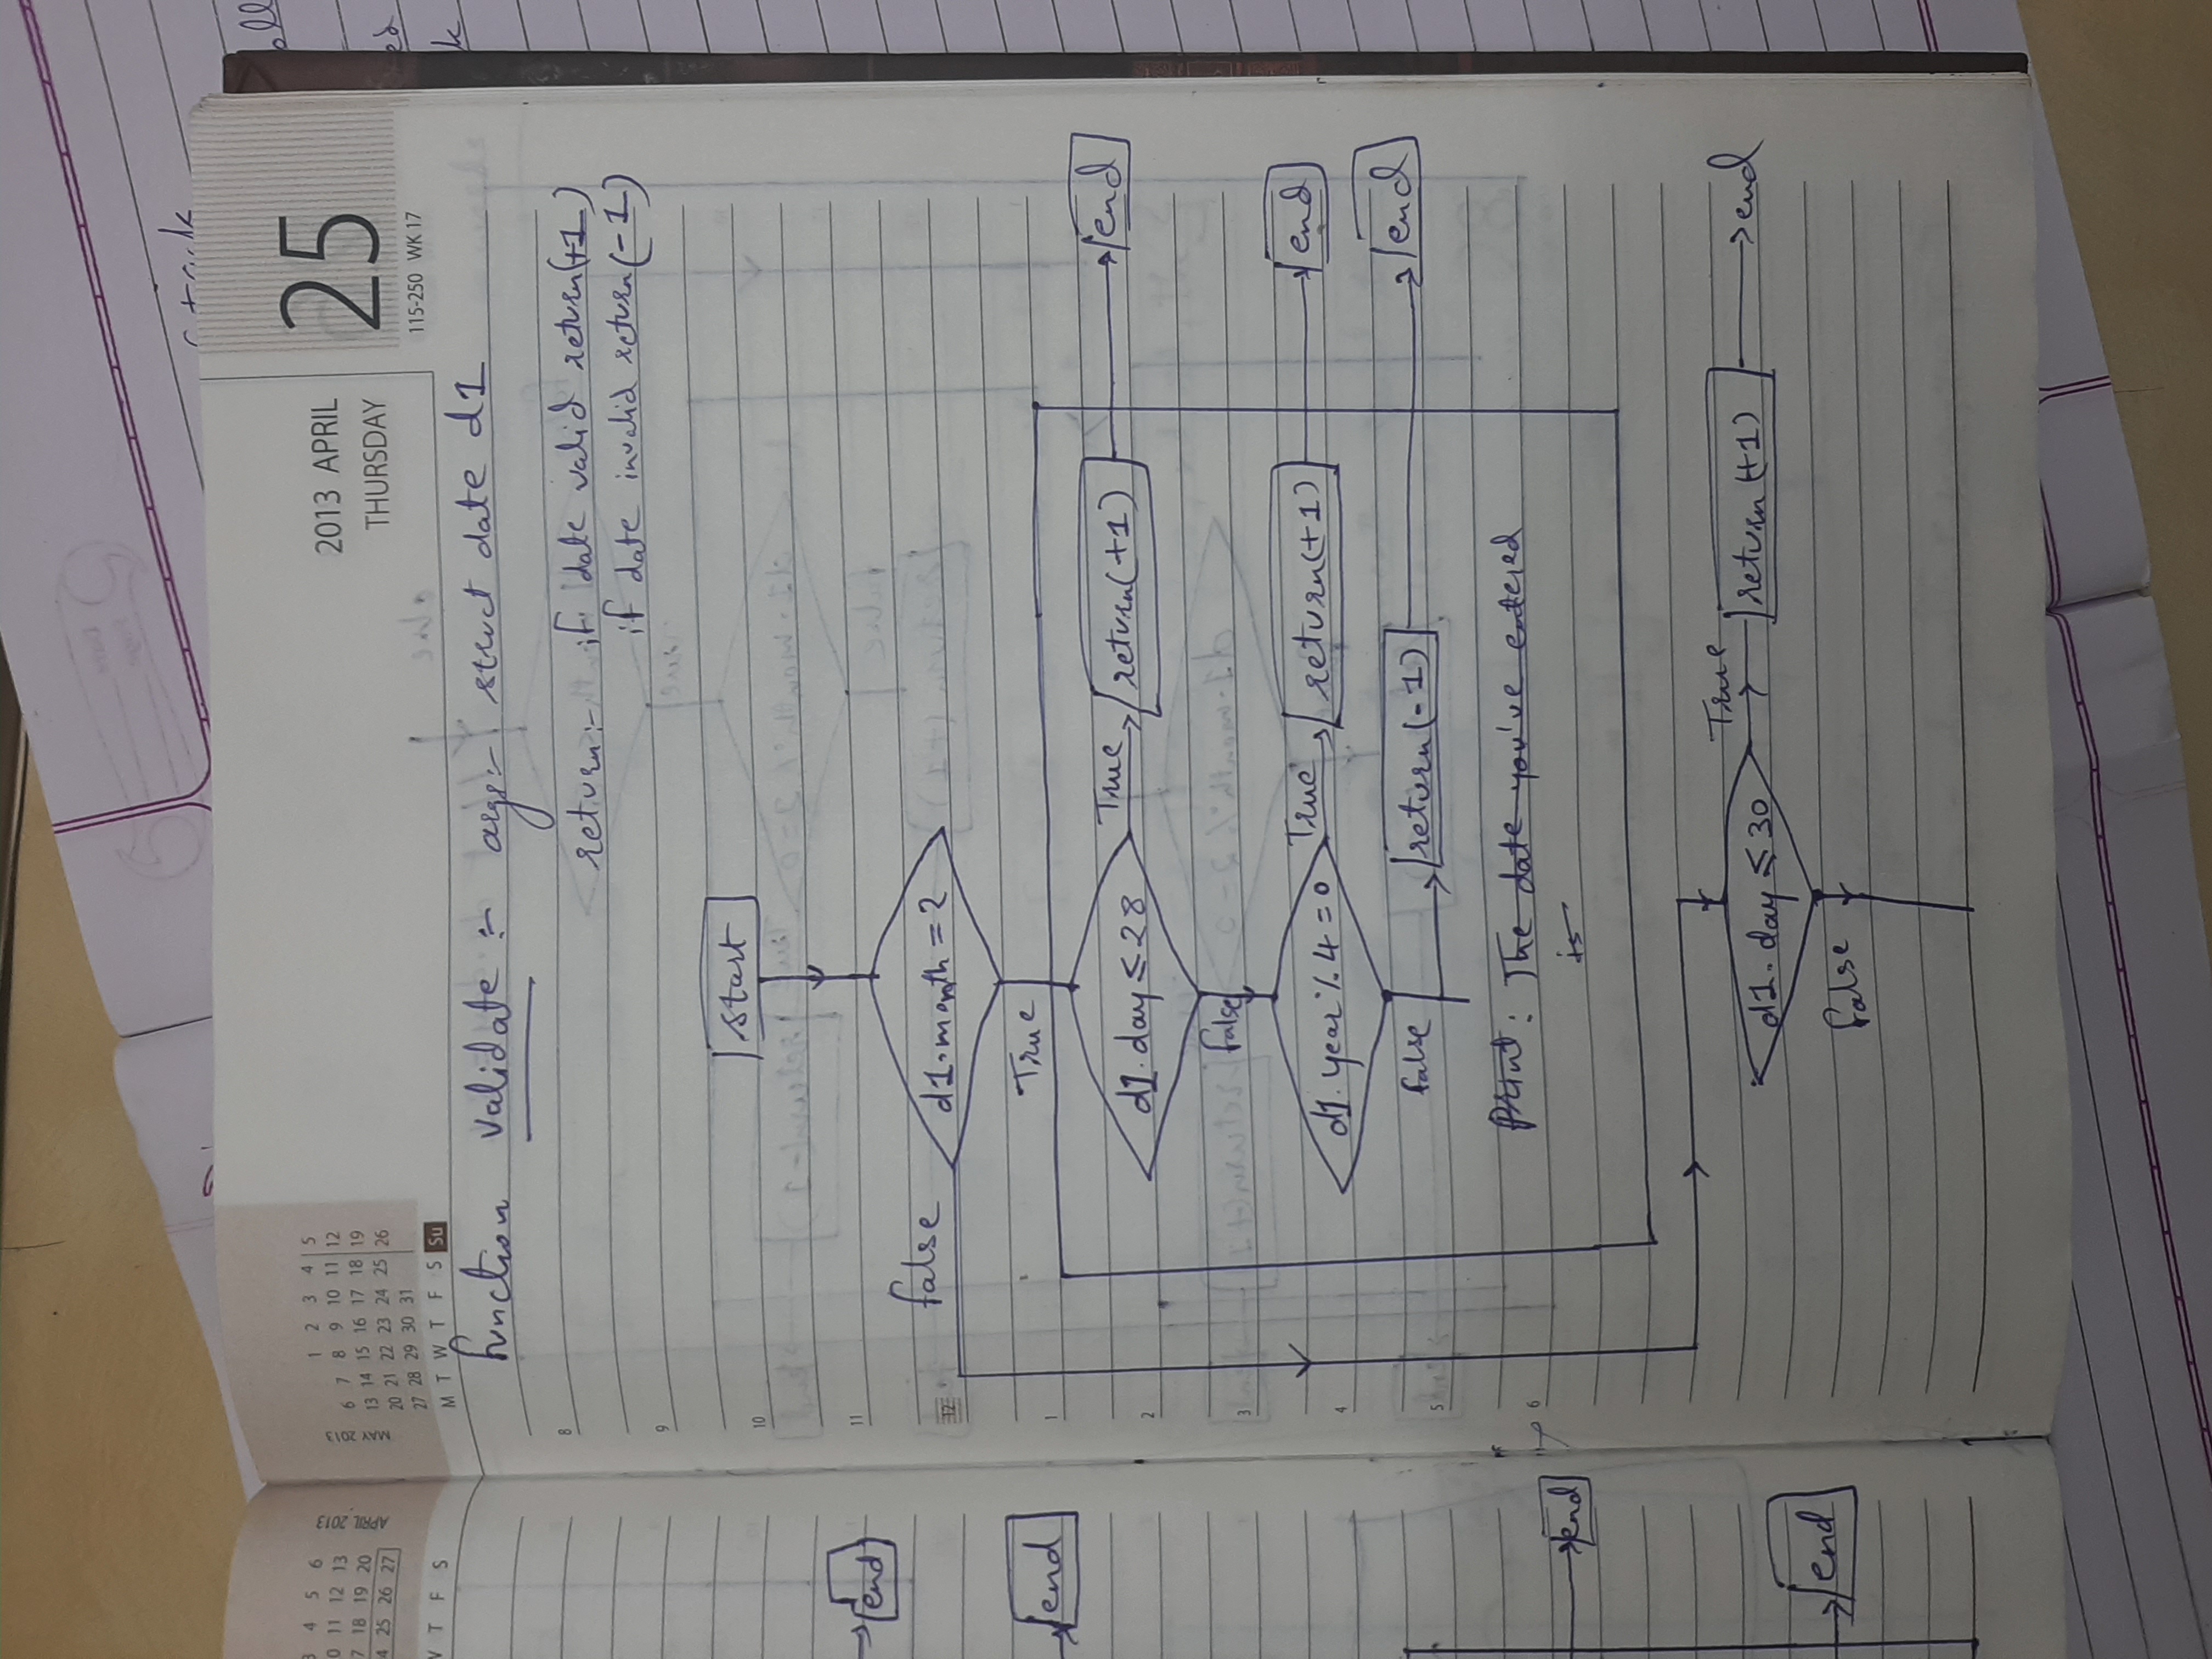 3 4 5 6
0 11 12 13
7 18 19 20
4 25 26 27
APRIL 2013
V T F S
end
end
end
end
MAY 2013
1 2 3 4 5
6 7 8 9 10 11 12
13 14 15 16 17 18 19
20 21 22 23 24 25 26
27 28 29 30 31
M T W T F S Su
2013 APRIL
THURSDAY
25
115-250 WK 17
function validate :- args:- struct date d1
8
return:- if date valid return(+1)
if date invalid return(-1)
9
start
10
11
false d1.month = 2
12
True
1
d1.day ≤ 28 True return(+1) end
2
false
3
d1.year % 4 = 0 True return(+1) end
4
false return(-1) end
5
Print: The date you've entered
6
is
d1.day ≤ 30 True return(+1) end
false